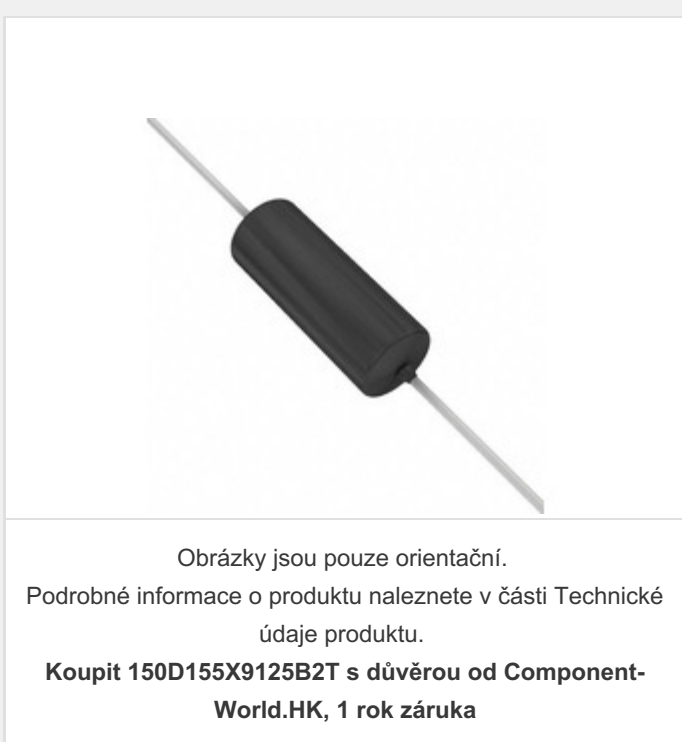 Obrázky jsou pouze orientační.
Podrobné informace o produktu naleznete v části Technické
údaje produktu.
Koupit 150D155X9125B2T s důvěrou od Component-
World.HK, 1 rok záruka